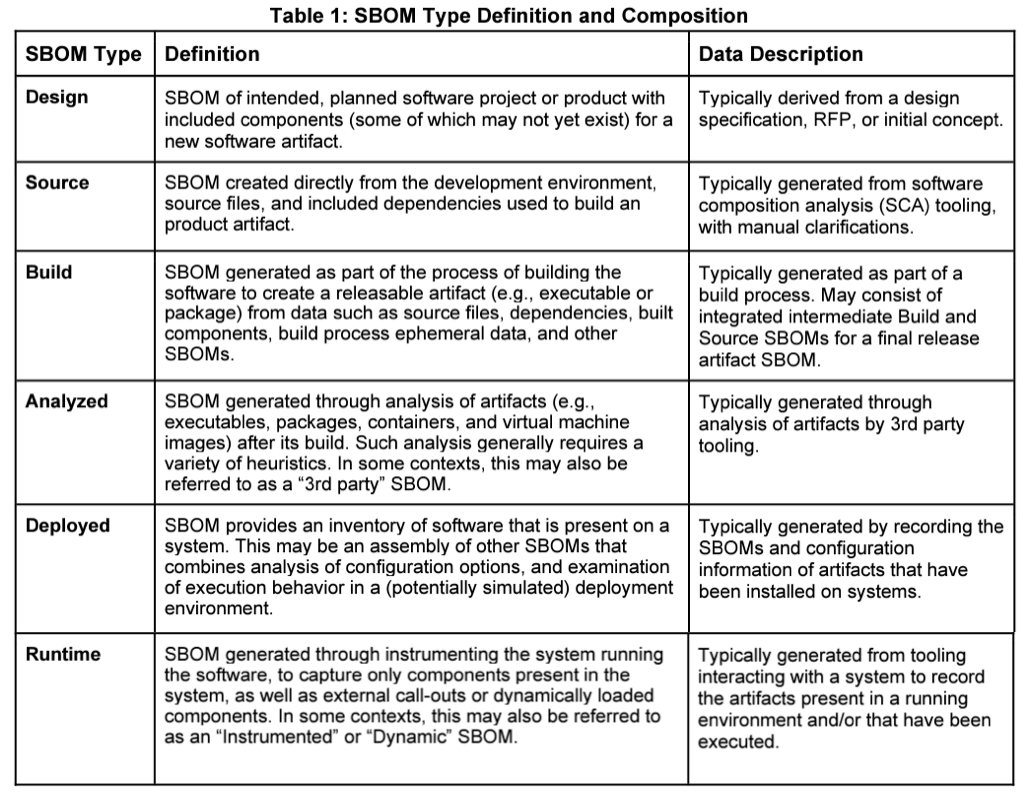 Table 1: SBOM Type Definition and Composition
SBOM Type
Definition
Data Description
Design
SBOM of intended, planned software project or product with
included components (some of which may not yet exist) for a
new software artifact.
Typically derived from a design
specification, RFP, or initial concept.
Source
SBOM created directly from the development environment,
source files, and included dependencies used to build an
product artifact.
Typically generated from software
composition analysis (SCA) tooling,
with manual clarifications.
Build
SBOM generated as part of the process of building the
software to create a releasable artifact (e.g., executable or
package) from data such as source files, dependencies, built
components, build process ephemeral data, and other
SBOMs.
Typically generated as part of a
build process. May consist of
integrated intermediate Build and
Source SBOMs for a final release
artifact SBOM.
Analyzed
SBOM generated through analysis of artifacts (e.g.,
executables, packages, containers, and virtual machine
images) after its build. Such analysis generally requires a
variety of heuristics. In some contexts, this may also be
referred to as a “3rd party” SBOM.
Typically generated through
analysis of artifacts by 3rd party
tooling.
Deployed
SBOM provides an inventory of software that is present on a
system. This may be an assembly of other SBOMs that
combines analysis of configuration options, and examination
of execution behavior in a (potentially simulated) deployment
environment.
Typically generated by recording the
SBOMs and configuration
information of artifacts that have
been installed on systems.
Runtime
SBOM generated through instrumenting the system running
the software, to capture only components present in the
system, as well as external call-outs or dynamically loaded
components. In some contexts, this may also be referred to
as an “Instrumented” or “Dynamic” SBOM.
Typically generated from tooling
interacting with a system to record
the artifacts present in a running
environment and/or that have been
executed.